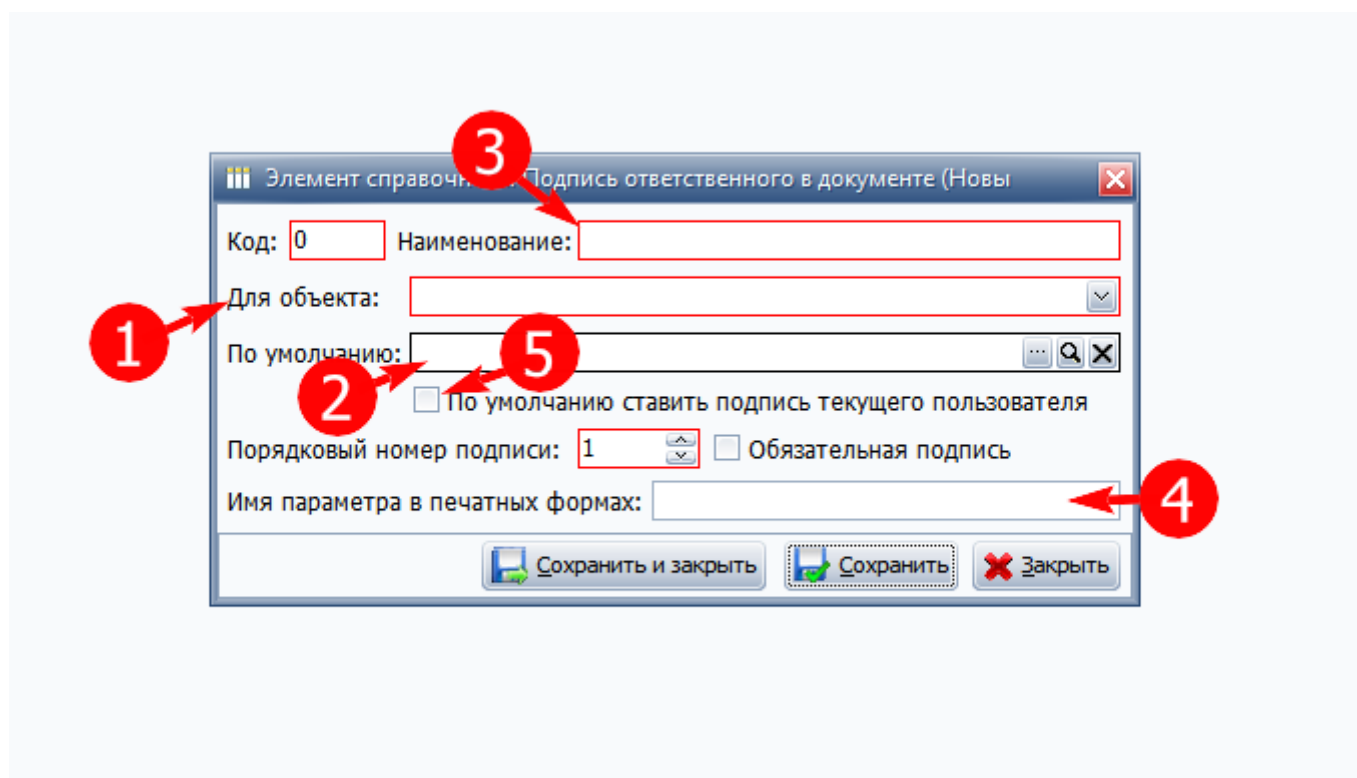 3
Элемент справочн Подпись ответственного в документе (Новы
Код: 0 Наименование:
1 Для объекта:
По умолчанию: 5
2 По умолчанию ставить подпись текущего пользователя
Порядковый номер подписи: 1 Обязательная подпись
Имя параметра в печатных формах: 4
Сохранить и закрыть Сохранить Закрыть